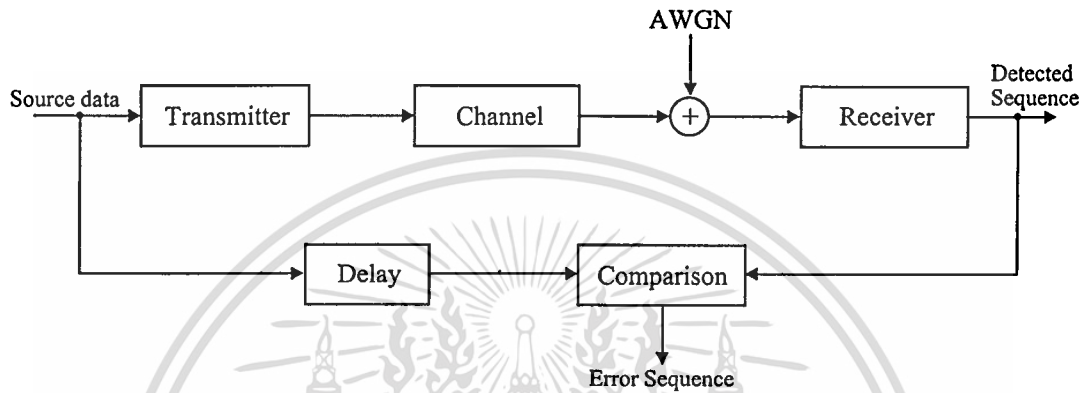 AWGN
Source data
Transmitter
Channel
+
Receiver
Detected
Sequence
Delay
Comparison
Error Sequence